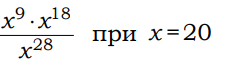 x⁹ · x¹⁸ / x²⁸ при x = 20